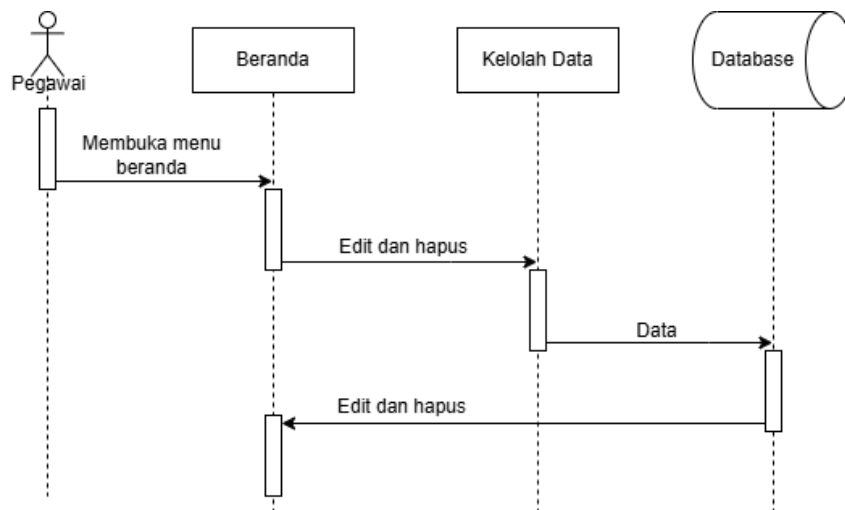 Pegawai
Beranda
Kelolah Data
Database
Membuka menu
beranda
Edit dan hapus
Data
Edit dan hapus